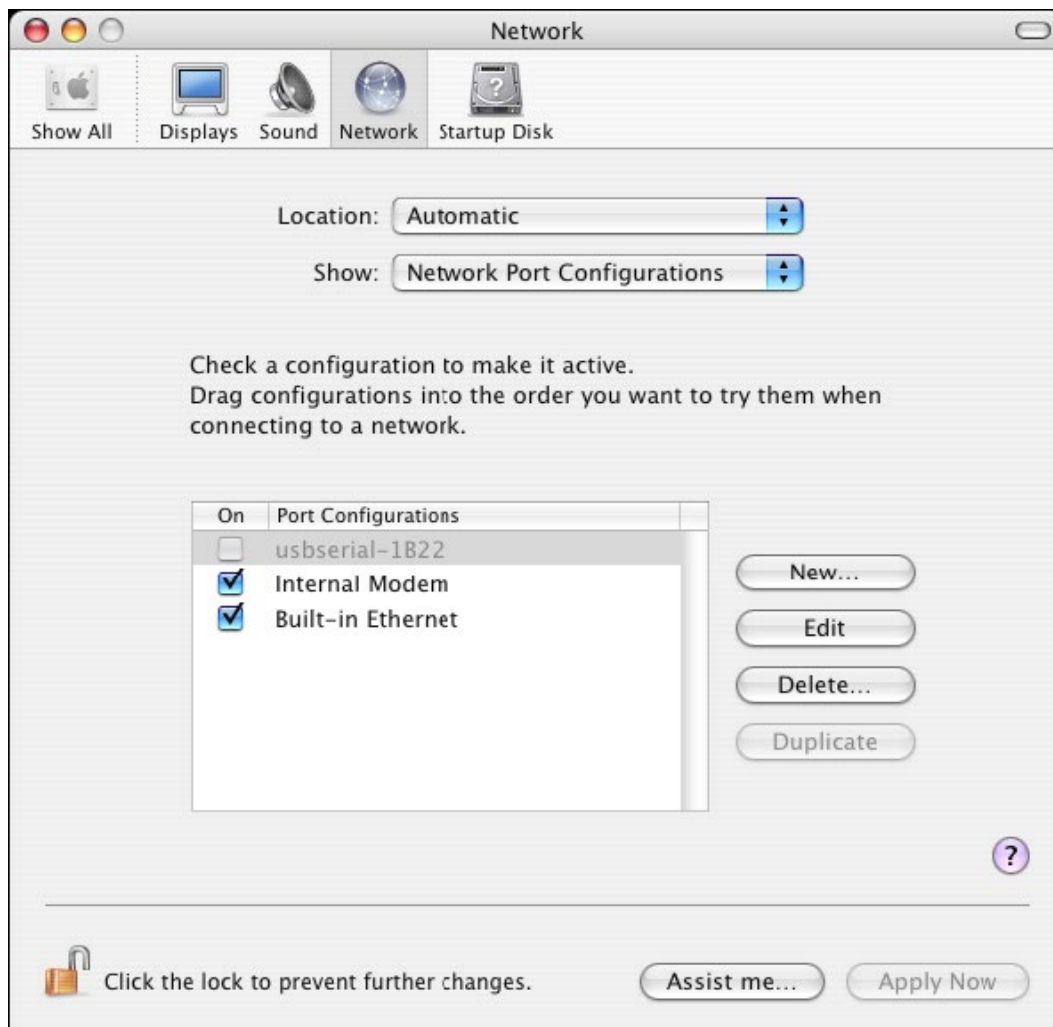 Network
Show All
Displays
Sound
Network
Startup Disk
Location: Automatic
Show: Network Port Configurations
Check a configuration to make it active.
Drag configurations into the order you want to try them when
connecting to a network.
On Port Configurations
usbserial-1B22
Internal Modem
Built-in Ethernet
New...
Edit
Delete...
Duplicate
?
Click the lock to prevent further changes.
Assist me...
Apply Now